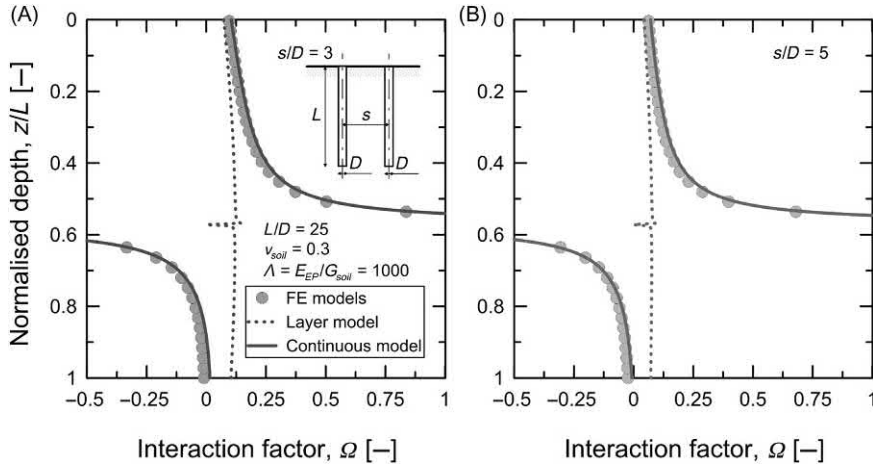 (A)
s/D = 3
L
s
D
D
L/D = 25
ν_soil = 0.3
Λ = E_EP/G_soil = 1000
FE models
Layer model
Continuous model
Normalised depth, z/L [–]
0
0.2
0.4
0.6
0.8
1
−0.5
−0.25
0
0.25
0.5
0.75
1
Interaction factor, Ω [–]
(B)
s/D = 5
0
0.2
0.4
0.6
0.8
1
−0.5
−0.25
0
0.25
0.5
0.75
1
Interaction factor, Ω [–]